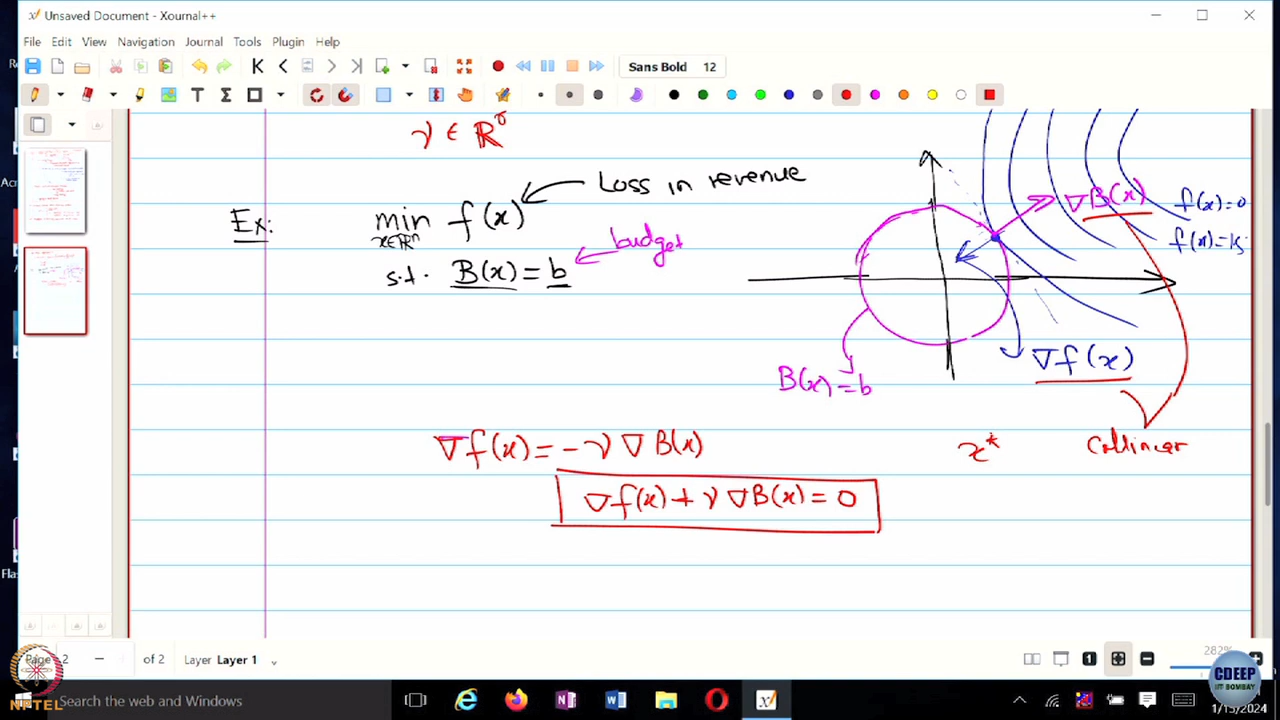 Unsaved Document - Xournal++
File Edit View Navigation Journal Tools Plugin Help
Sans Bold 12
ν ∈ ℝ
Ex: min f(x) Loss in revenue
x∈ℝⁿ
s.t. B(x) = b budget
∇B(x)
f(x)=0
f(x)=15
∇f(x)
B(x) = b
∇f(x) = - ν ∇B(x)
x*
Collinear
∇f(x) + ν ∇B(x) = 0
Page 2 of 2 Layer Layer 1
282%
Search the web and Windows
NPTEL
CDEEP
IIT BOMBAY
1/15/2024